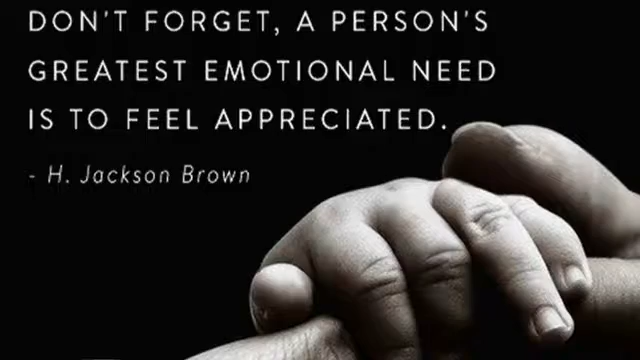 DON'T FORGET, A PERSON'S
GREATEST EMOTIONAL NEED
IS TO FEEL APPRECIATED.
- H. Jackson Brown